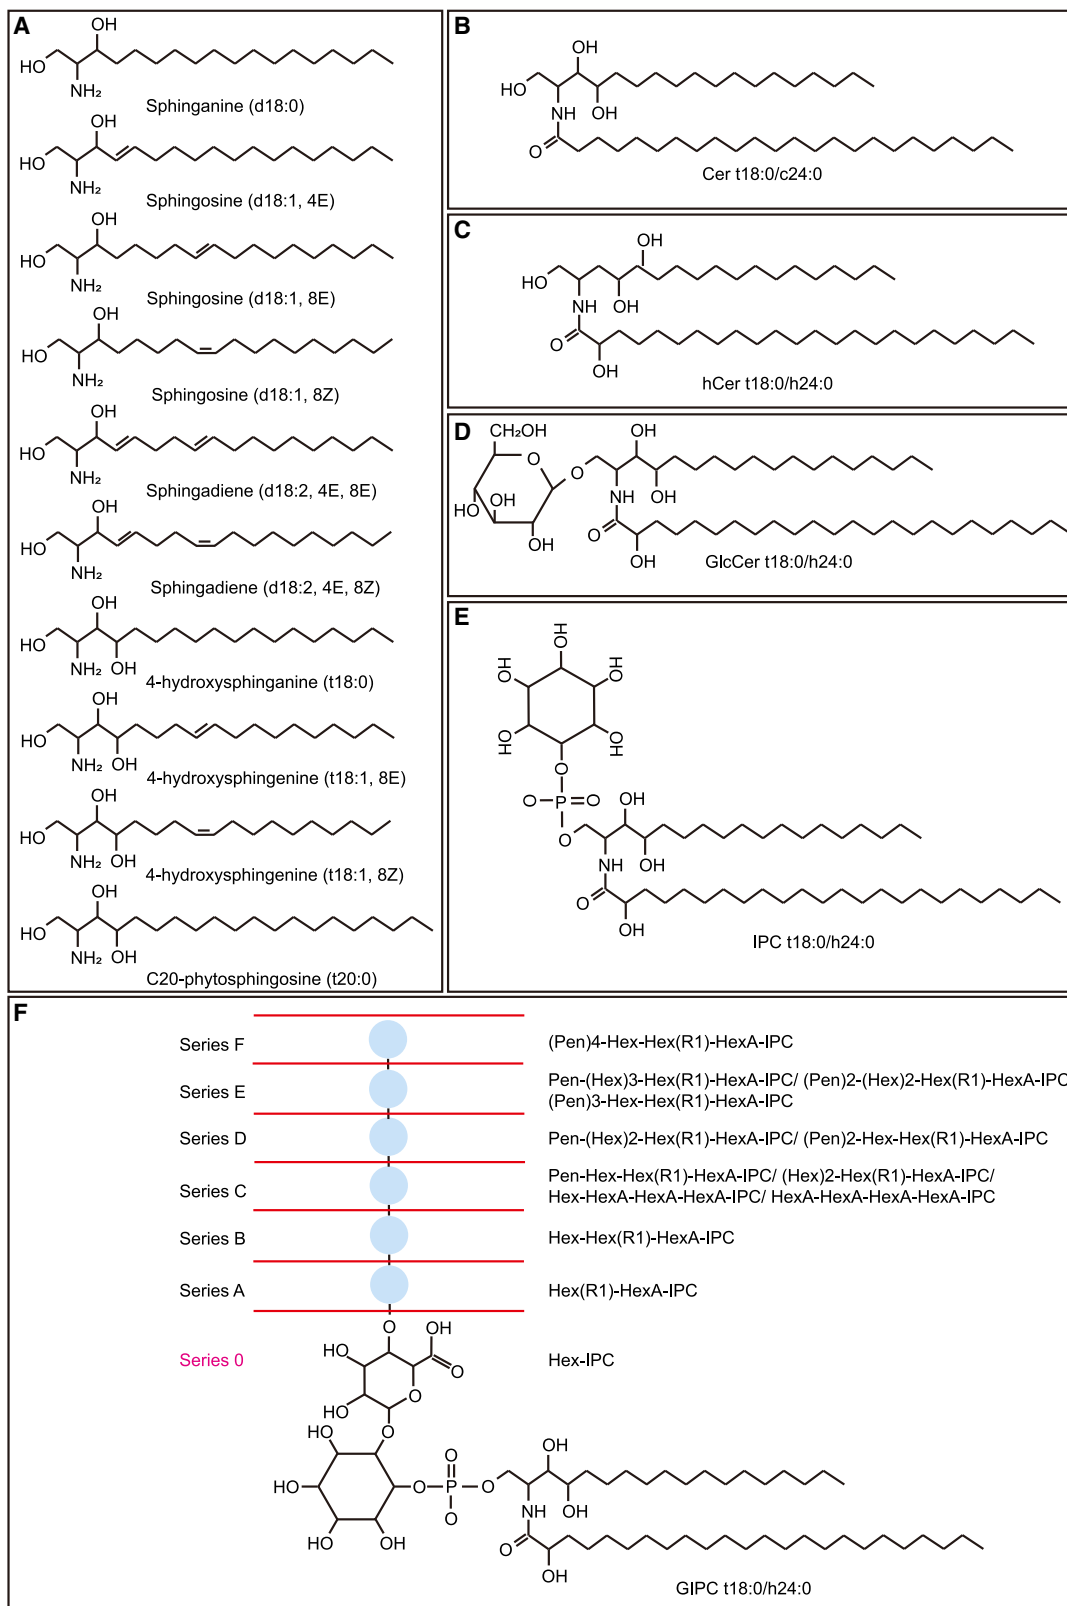 A
OH
HO
NH₂
Sphinganine (d18:0)
OH
HO
NH₂
Sphingosine (d18:1, 4E)
OH
HO
NH₂
Sphingosine (d18:1, 8E)
OH
HO
NH₂
Sphingosine (d18:1, 8Z)
OH
HO
NH₂
Sphingadiene (d18:2, 4E, 8E)
OH
HO
NH₂
Sphingadiene (d18:2, 4E, 8Z)
OH
HO
NH₂ OH
4-hydroxysphinganine (t18:0)
OH
HO
NH₂ OH
4-hydroxysphingenine (t18:1, 8E)
OH
HO
NH₂ OH
4-hydroxysphingenine (t18:1, 8Z)
OH
HO
NH₂ OH
C20-phytosphingosine (t20:0)
B
OH
HO
NH OH
O
Cer t18:0/c24:0
C
OH
HO
NH OH
O
OH
hCer t18:0/h24:0
D
CH₂OH
OH
O
O
HO
OH
NH OH
OH
O
OH
GlcCer t18:0/h24:0
E
OH
OH OH
OH OH
O
O P O
OH
O
NH OH
O
OH
IPC t18:0/h24:0
F
Series F
(Pen)4-Hex-Hex(R1)-HexA-IPC
Series E
Pen-(Hex)3-Hex(R1)-HexA-IPC/ (Pen)2-(Hex)2-Hex(R1)-HexA-IPC
(Pen)3-Hex-Hex(R1)-HexA-IPC
Series D
Pen-(Hex)2-Hex(R1)-HexA-IPC/ (Pen)2-Hex-Hex(R1)-HexA-IPC
Series C
Pen-Hex-Hex(R1)-HexA-IPC/ (Hex)2-Hex(R1)-HexA-IPC/
Hex-HexA-HexA-HexA-IPC/ HexA-HexA-HexA-HexA-IPC
Series B
Hex-Hex(R1)-HexA-IPC
Series A
Hex(R1)-HexA-IPC
O OH
HO
O
Series 0
Hex-IPC
O
HO
HO O
O OH
HO O P O
O
NH OH
HO OH
O
OH
GIPC t18:0/h24:0